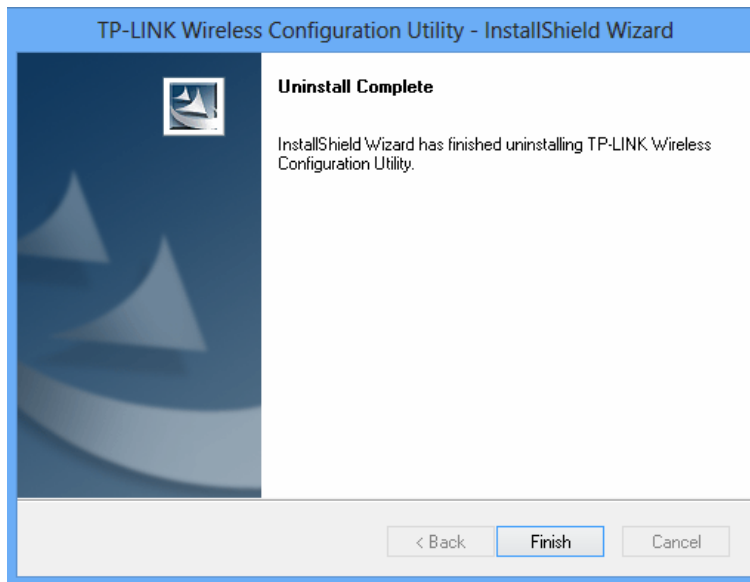 TP-LINK Wireless Configuration Utility - InstallShield Wizard
Uninstall Complete
InstallShield Wizard has finished uninstalling TP-LINK Wireless
Configuration Utility.
< Back
Finish
Cancel